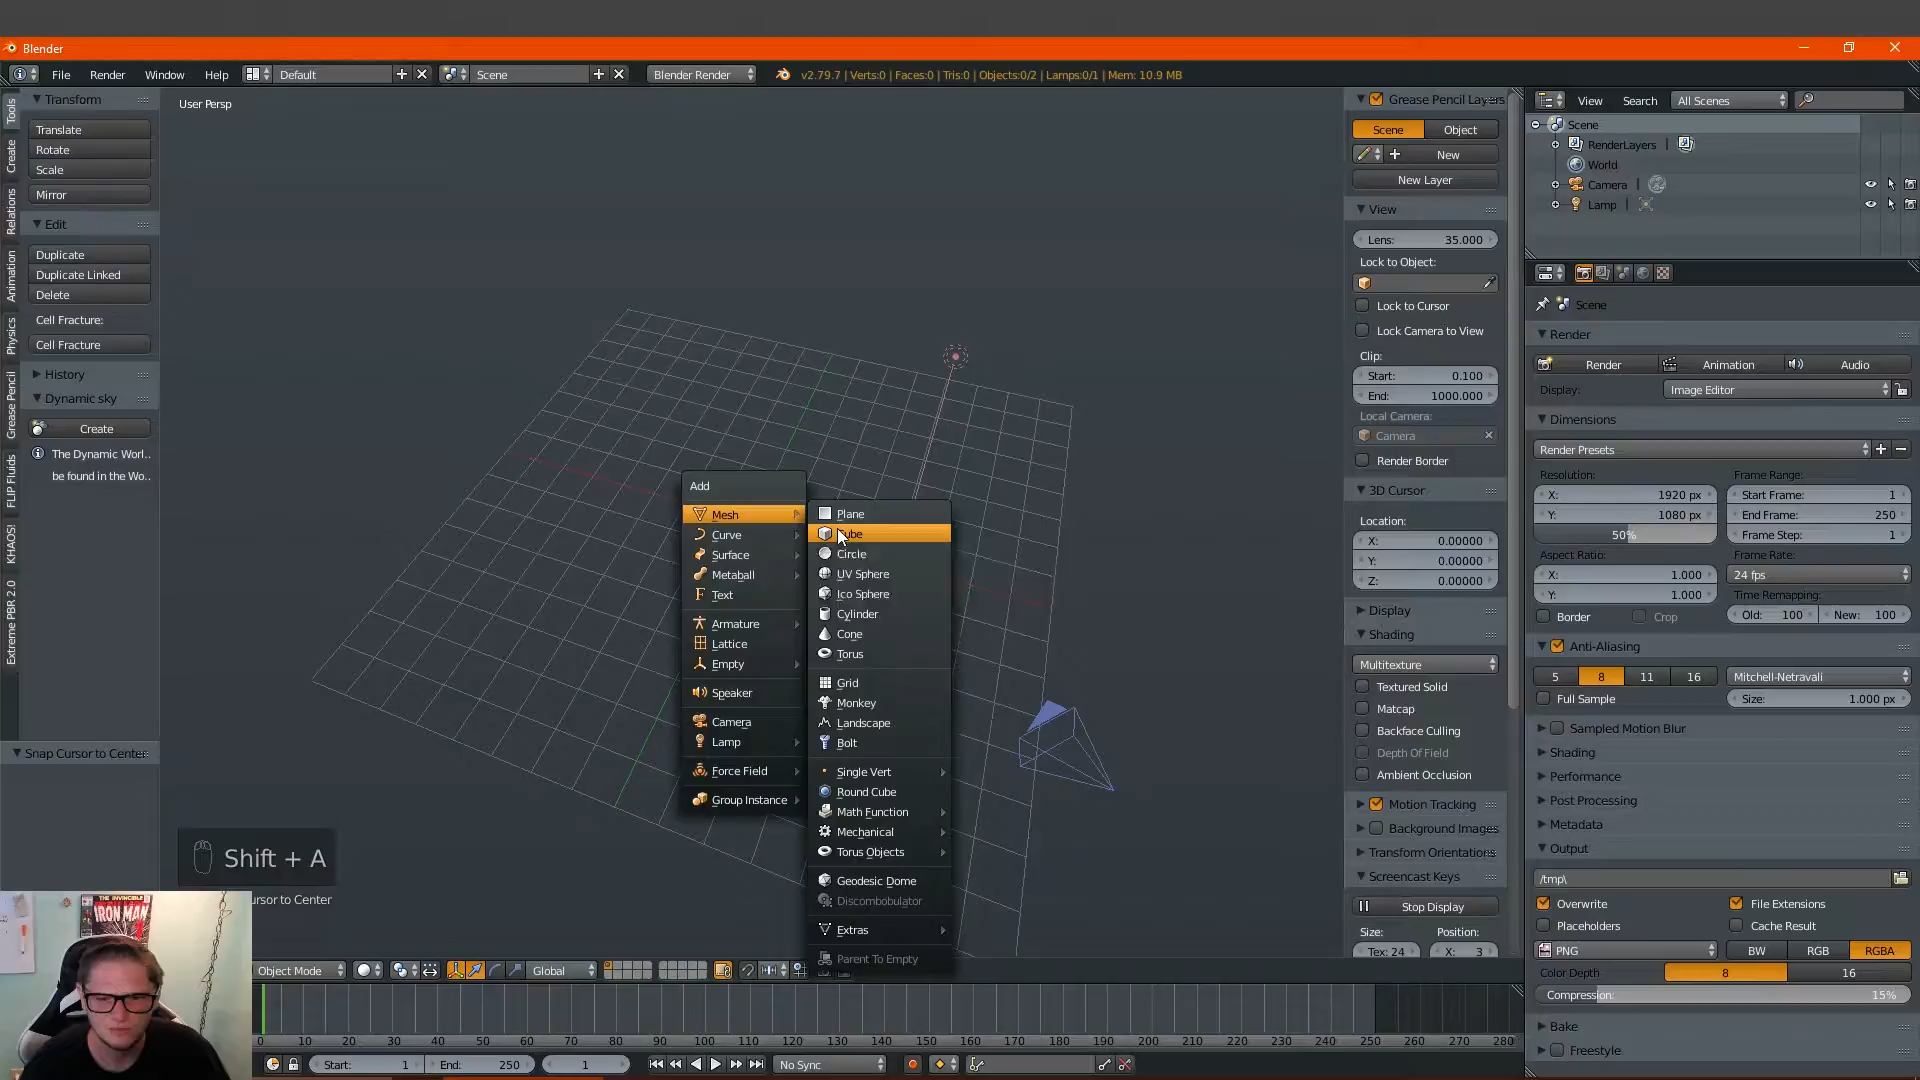 Blender
File Render Window Help Default Scene Blender Render v2.79.7 | Verts:0 | Faces:0 | Tris:0 | Objects:0/2 | Lamps:0/1 | Mem: 10.9 MB
Tools
Create
Relations
Animation
Physics
Grease Pencil
FLIP Fluids
KHAOS!
Extreme PBR 2.0
Transform
Translate
Rotate
Scale
Mirror
Edit
Duplicate
Duplicate Linked
Delete
Cell Fracture:
Cell Fracture
History
Dynamic sky
Create
The Dynamic Worl..
be found in the Wo..
Snap Cursor to Center
User Persp
Add
Mesh
Curve
Surface
Metaball
Text
Armature
Lattice
Empty
Speaker
Camera
Lamp
Force Field
Group Instance
Plane
Circle
UV Sphere
Ico Sphere
Cylinder
Cone
Torus
Grid
Monkey
Landscape
Bolt
Single Vert
Round Cube
Math Function
Mechanical
Torus Objects
Geodesic Dome
Discombobulator
Extras
Parent To Empty
Shift + A
ursor to Center
THE INVINCIBLE
IRON MAN
Object Mode Global
Grease Pencil Layers
Scene Object
New
New Layer
View
Lens: 35.000
Lock to Object:
Lock to Cursor
Lock Camera to View
Clip:
Start: 0.100
End: 1000.000
Local Camera:
Camera
Render Border
3D Cursor
Location:
X: 0.00000
Y: 0.00000
Z: 0.00000
Display
Shading
Multitexture
Textured Solid
Matcap
Backface Culling
Depth Of Field
Ambient Occlusion
Motion Tracking
Background Images
Transform Orientations
Screencast Keys
Stop Display
Size: Position:
Tex: 24 X: 3
View Search All Scenes
Scene
RenderLayers
World
Camera
Lamp
Scene
Render
Render Animation Audio
Display: Image Editor
Dimensions
Render Presets
Resolution: Frame Range:
X: 1920 px Start Frame: 1
Y: 1080 px End Frame: 250
50% Frame Step: 1
Aspect Ratio: Frame Rate:
X: 1.000 24 fps
Y: 1.000 Time Remapping:
Border Crop Old: 100 New: 100
Anti-Aliasing
5 8 11 16 Mitchell-Netravali
Full Sample Size: 1.000 px
Sampled Motion Blur
Shading
Performance
Post Processing
Metadata
Output
/tmp\
Overwrite File Extensions
Placeholders Cache Result
PNG BW RGB RGBA
Color Depth 8 16
Compression: 15%
Bake
Freestyle
0 10 20 30 40 50 60 70 80 90 100 110 120 130 140 150 160 170 180 190 200 210 220 230 240 250 260 270 280
Start: 1 End: 250 1 No Sync